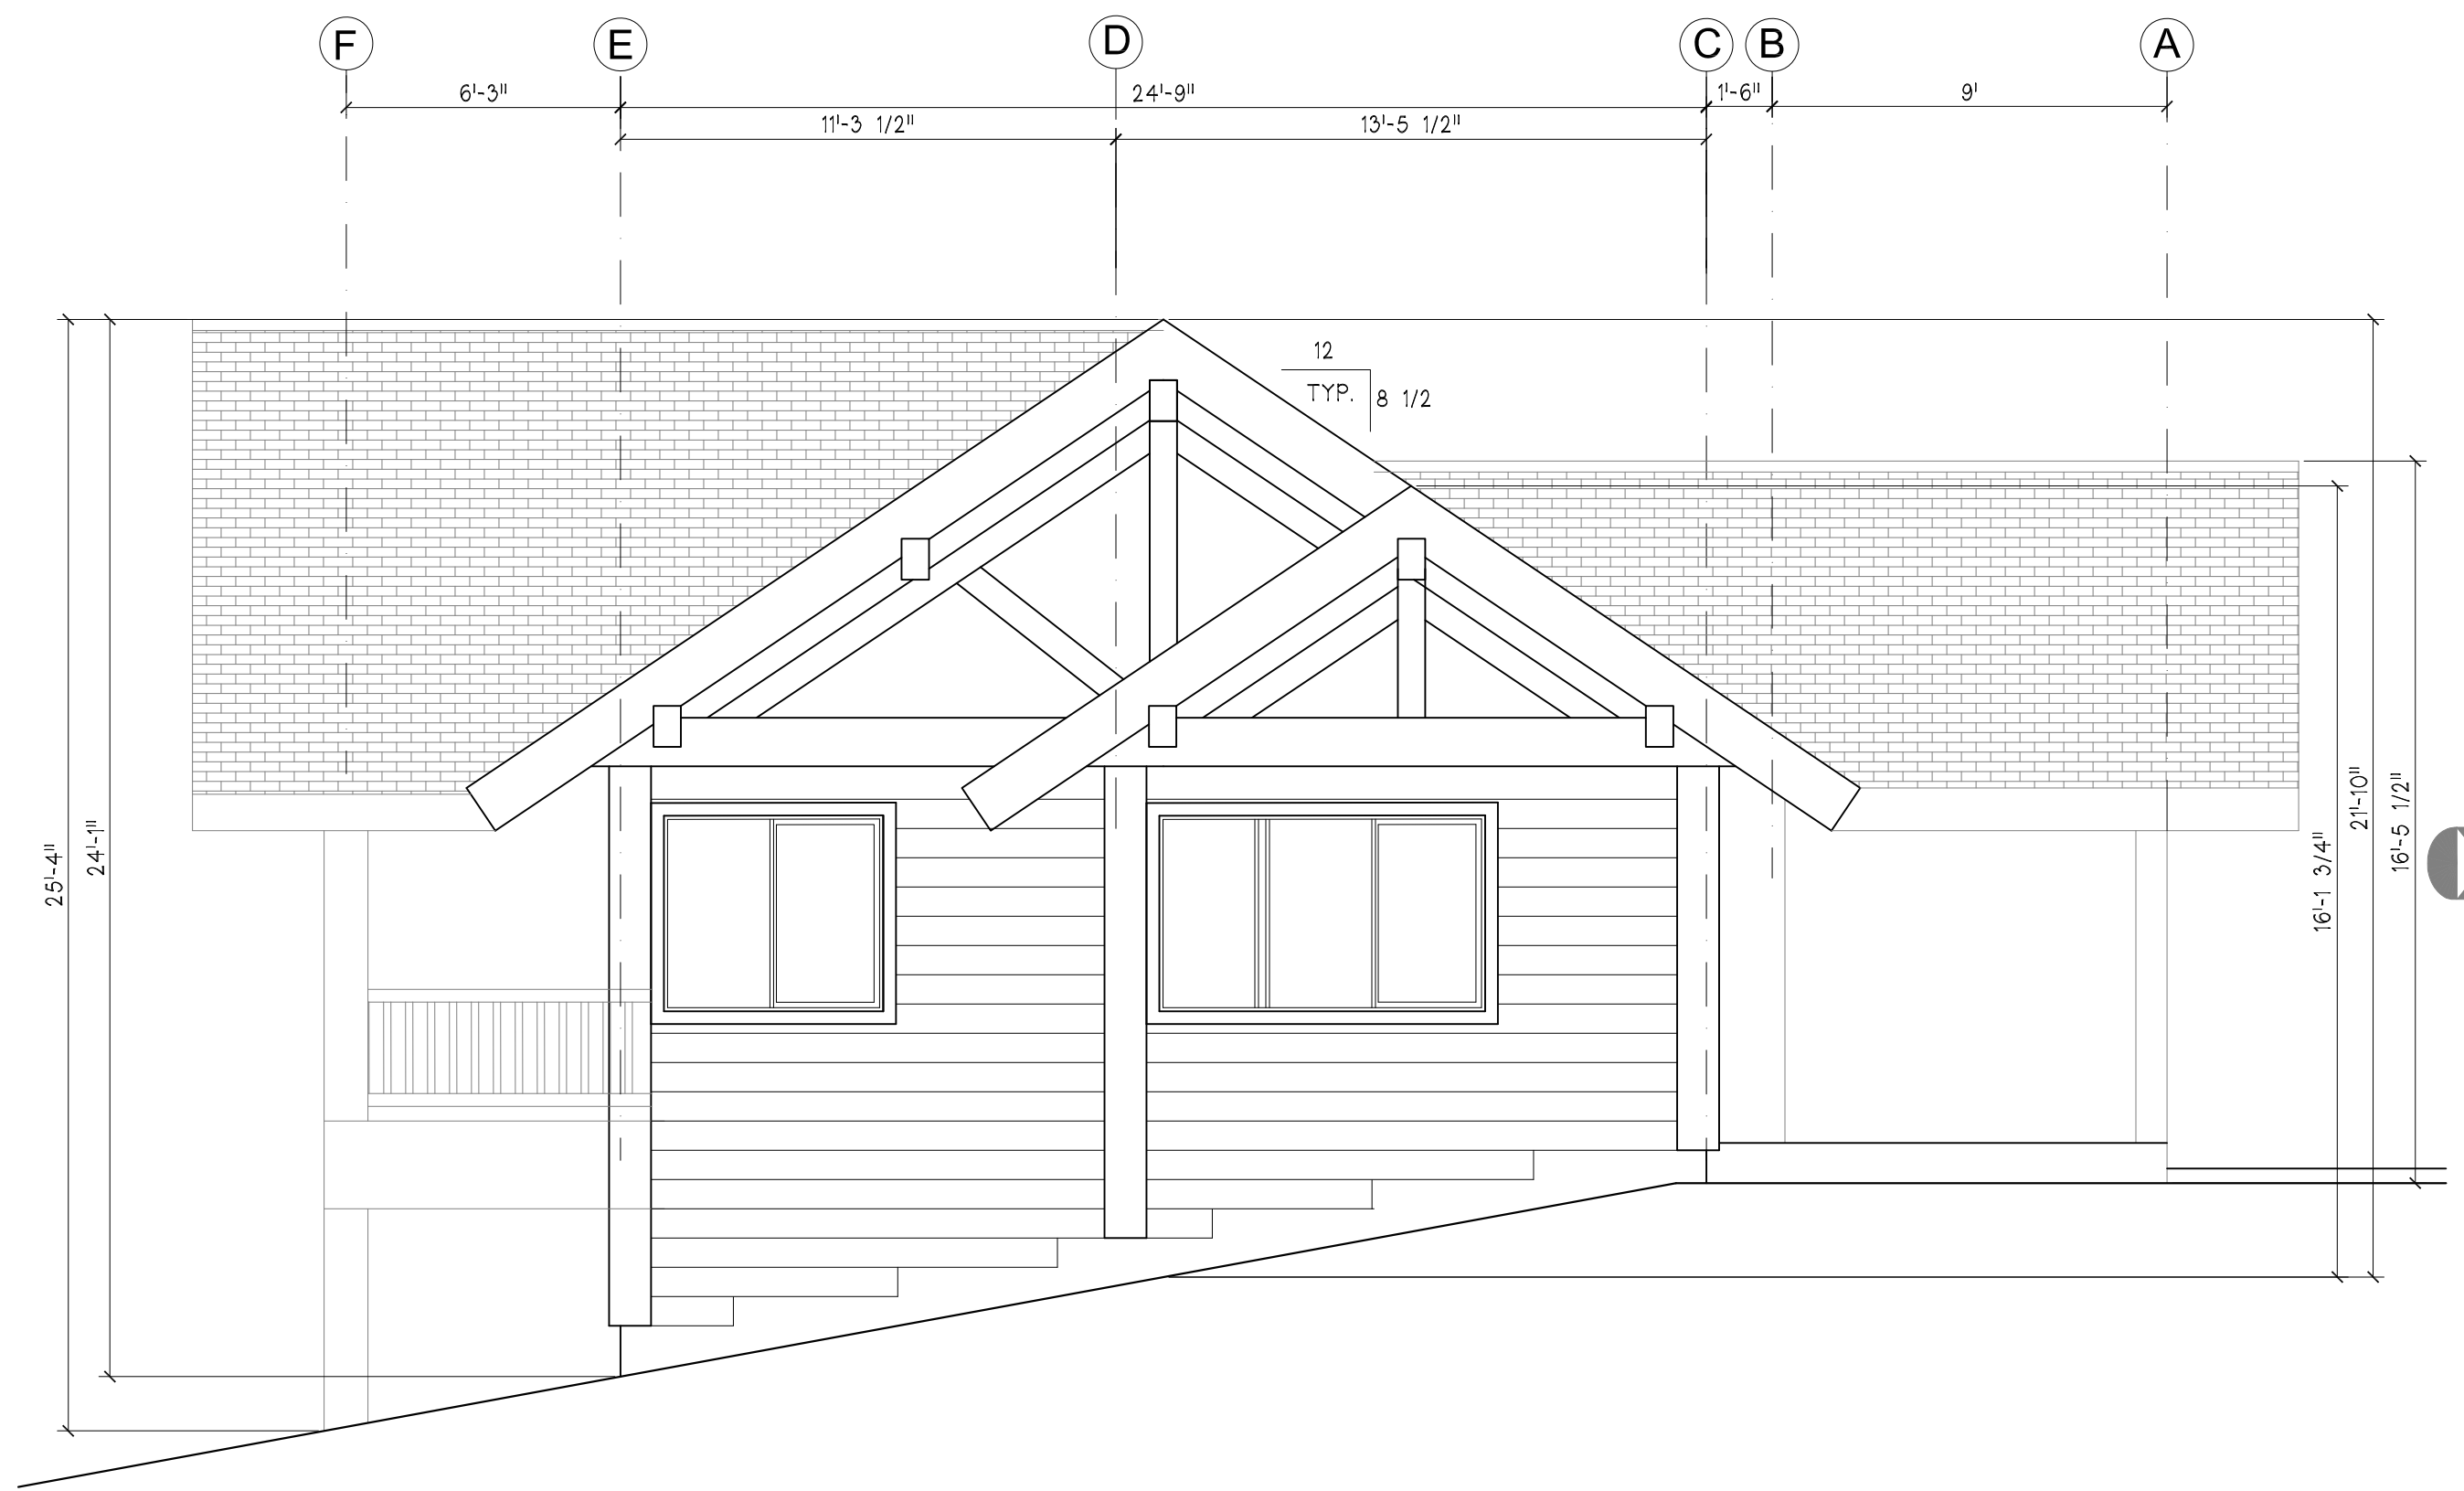 F E D C B A
6'-3" 24'-9" 1'-6" 9'
11'-3 1/2" 13'-5 1/2"
12
TYP. 8 1/2
25'-4"
24'-1"
16'-1 3/4"
21'-10"
16'-5 1/2"